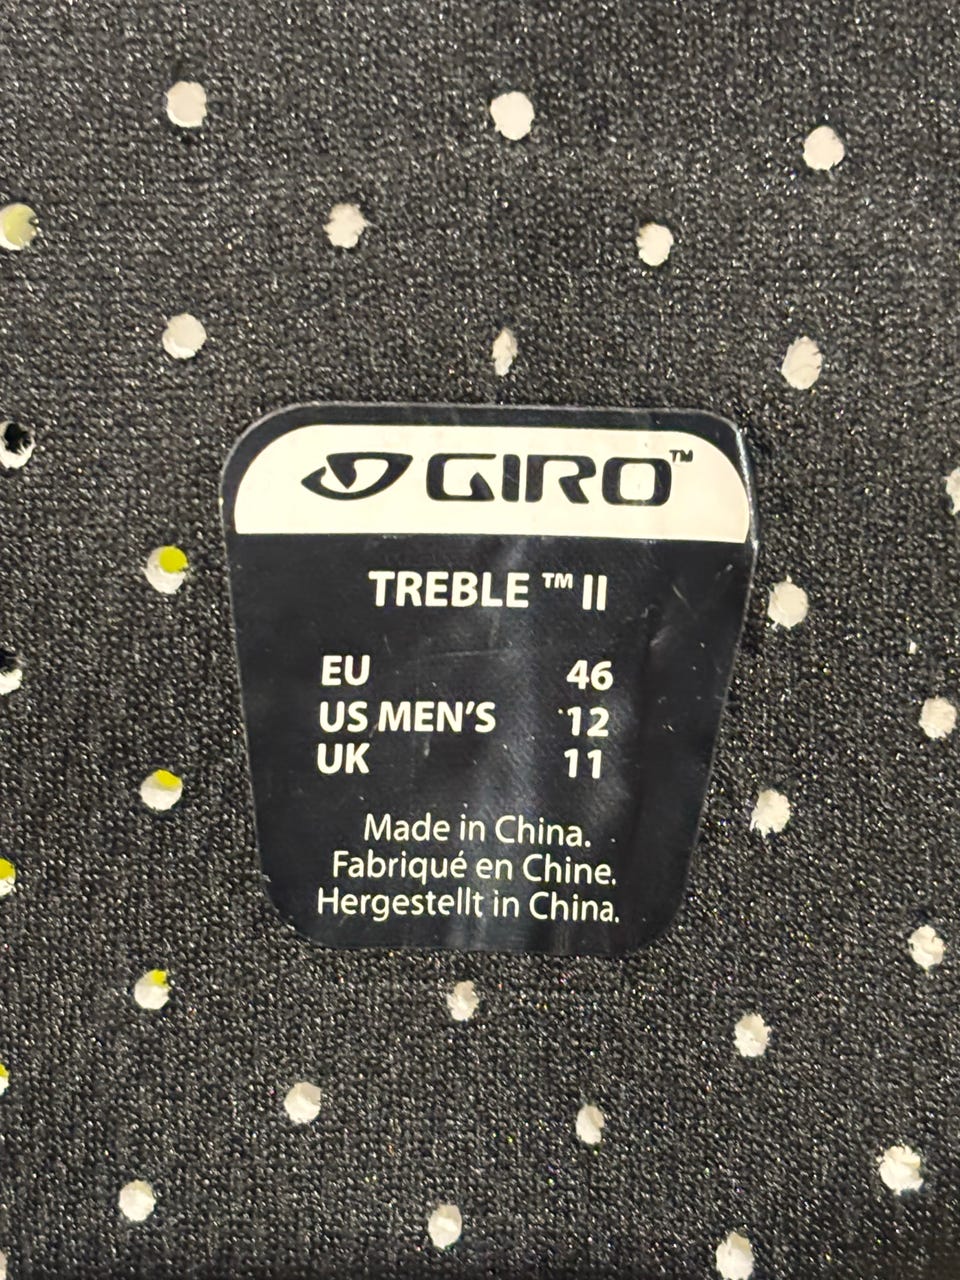 GIRO™
TREBLE ™ II
EU 46
US MEN'S 12
UK 11
Made in China.
Fabriqué en Chine.
Hergestellt in China.